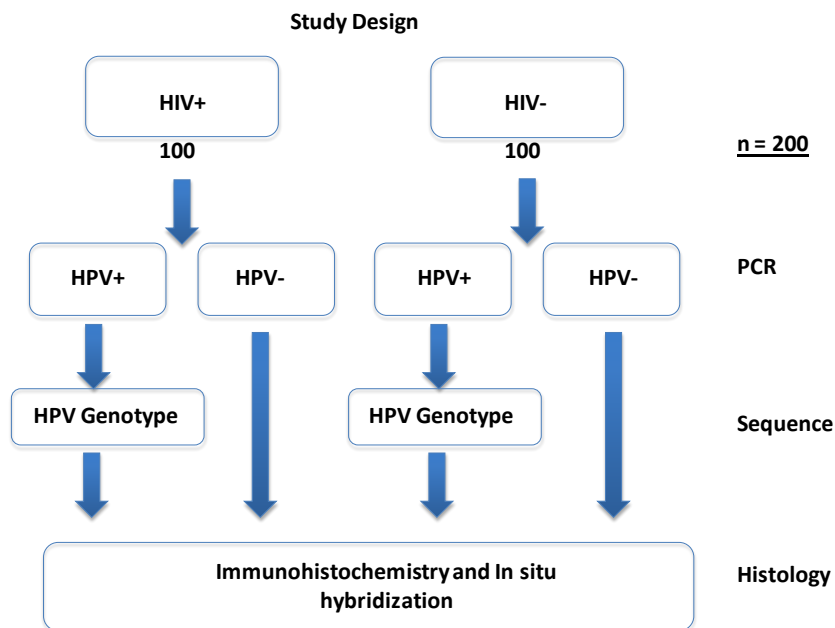 Study Design
HIV+
HIV-
100
100
n = 200
HPV+
HPV-
HPV+
HPV-
PCR
HPV Genotype
HPV Genotype
Sequence
Immunohistochemistry and In situ
hybridization
Histology